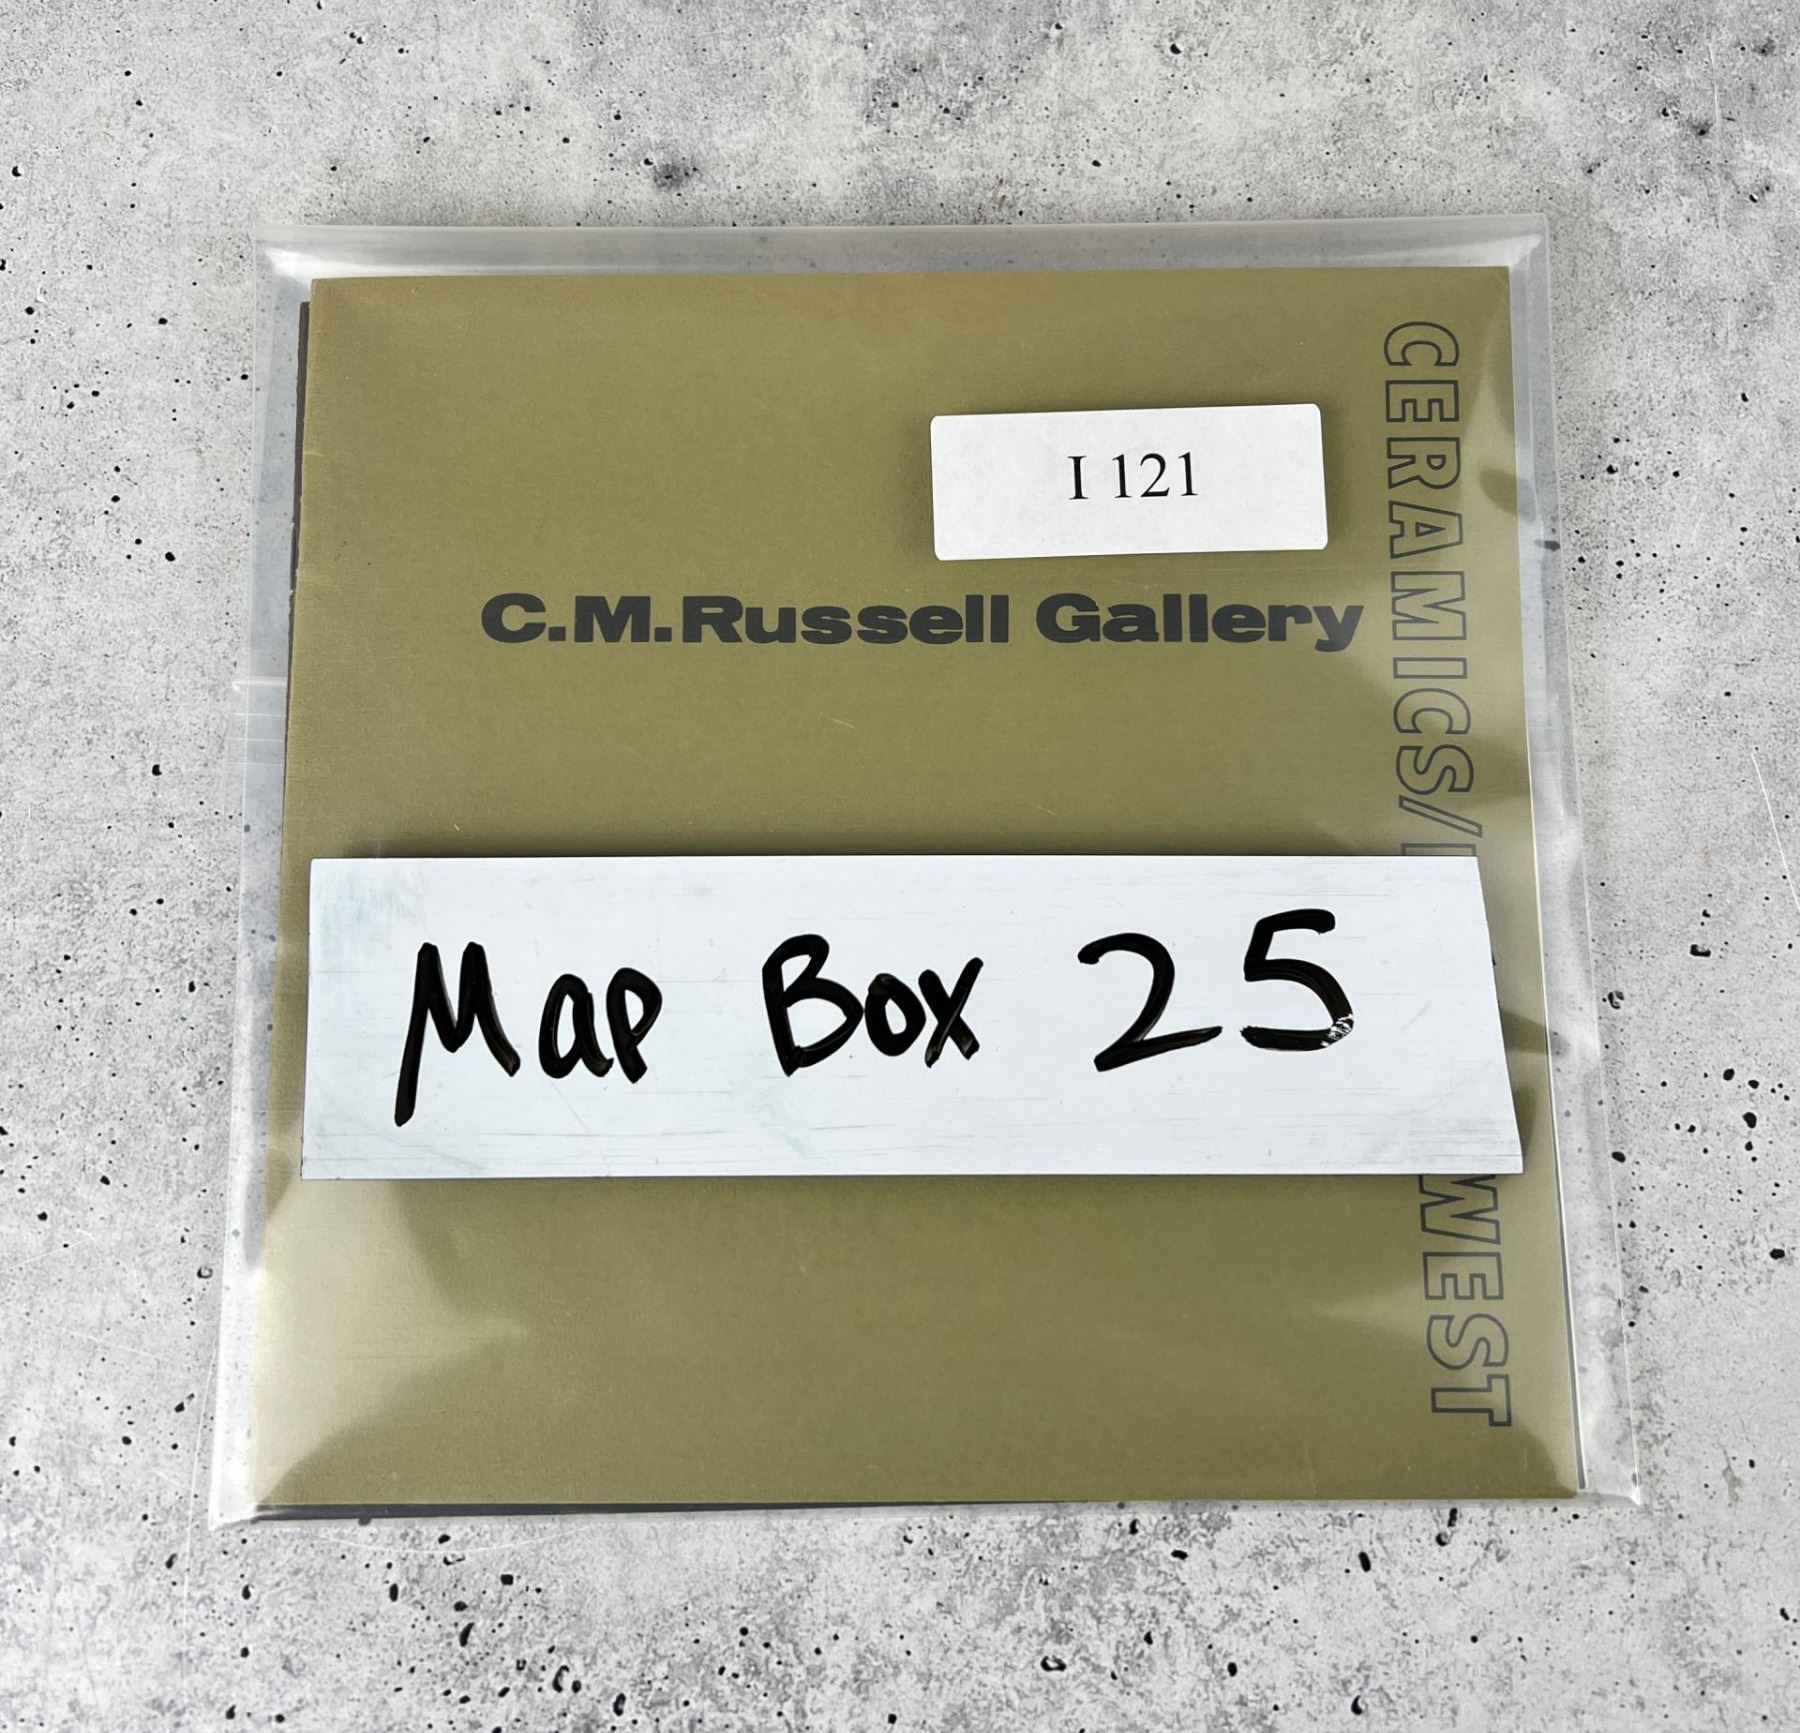 I 121
C.M.Russell Gallery
CERAMICS/
WEST
Map Box 25